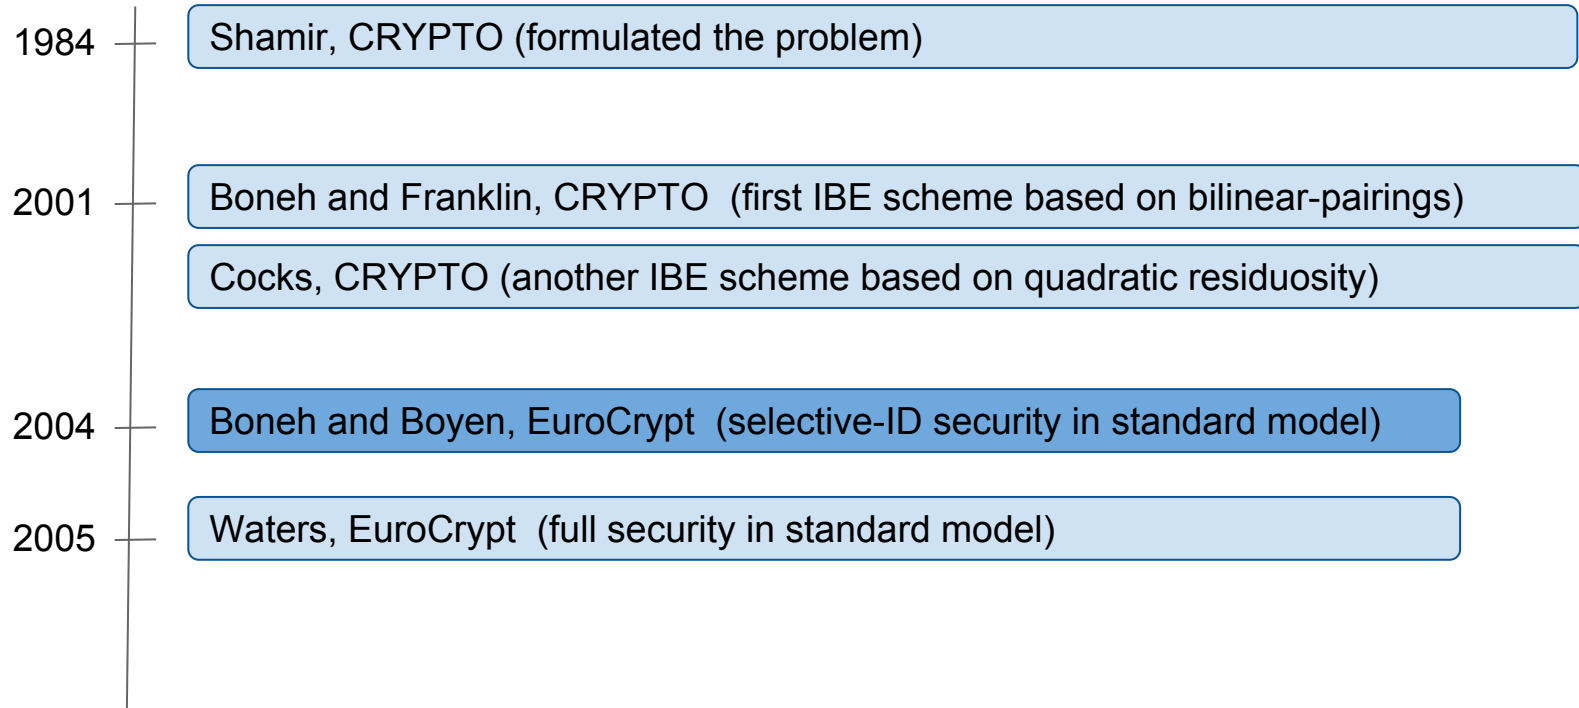 1984
Shamir, CRYPTO (formulated the problem)
2001
Boneh and Franklin, CRYPTO  (first IBE scheme based on bilinear-pairings)
Cocks, CRYPTO (another IBE scheme based on quadratic residuosity)
2004
Boneh and Boyen, EuroCrypt  (selective-ID security in standard model)
2005
Waters, EuroCrypt  (full security in standard model)